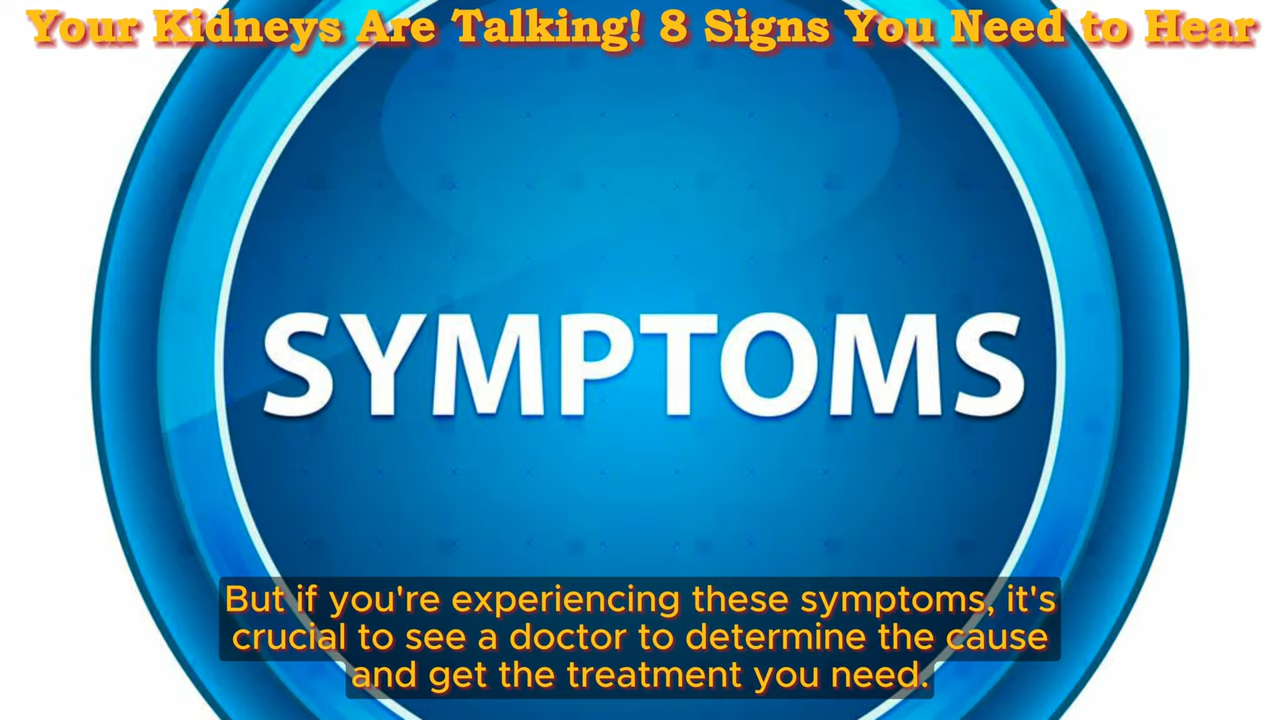 Your Kidneys Are Talking! 8 Signs You Need to Hear
SYMPTOMS
But if you're experiencing these symptoms, it's
crucial to see a doctor to determine the cause
and get the treatment you need.